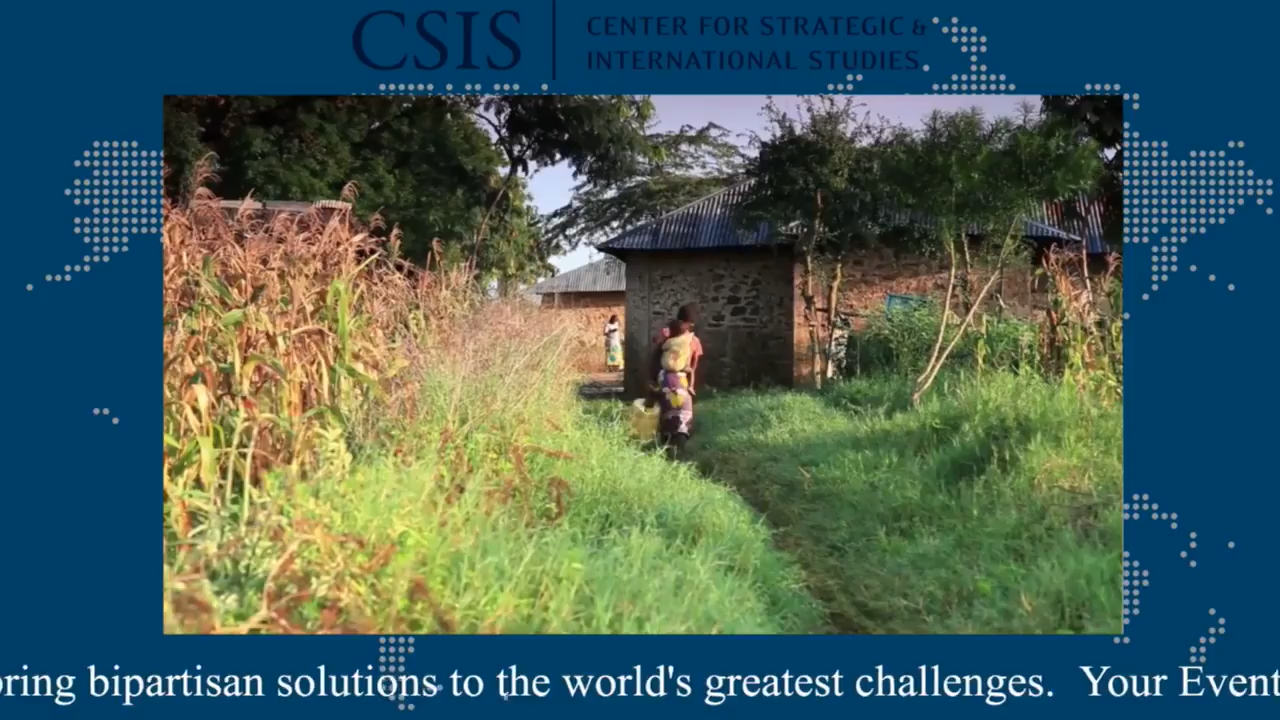 CSIS
CENTER FOR STRATEGIC &
INTERNATIONAL STUDIES
bipartisan solutions to the world's greatest challenges. Your Event